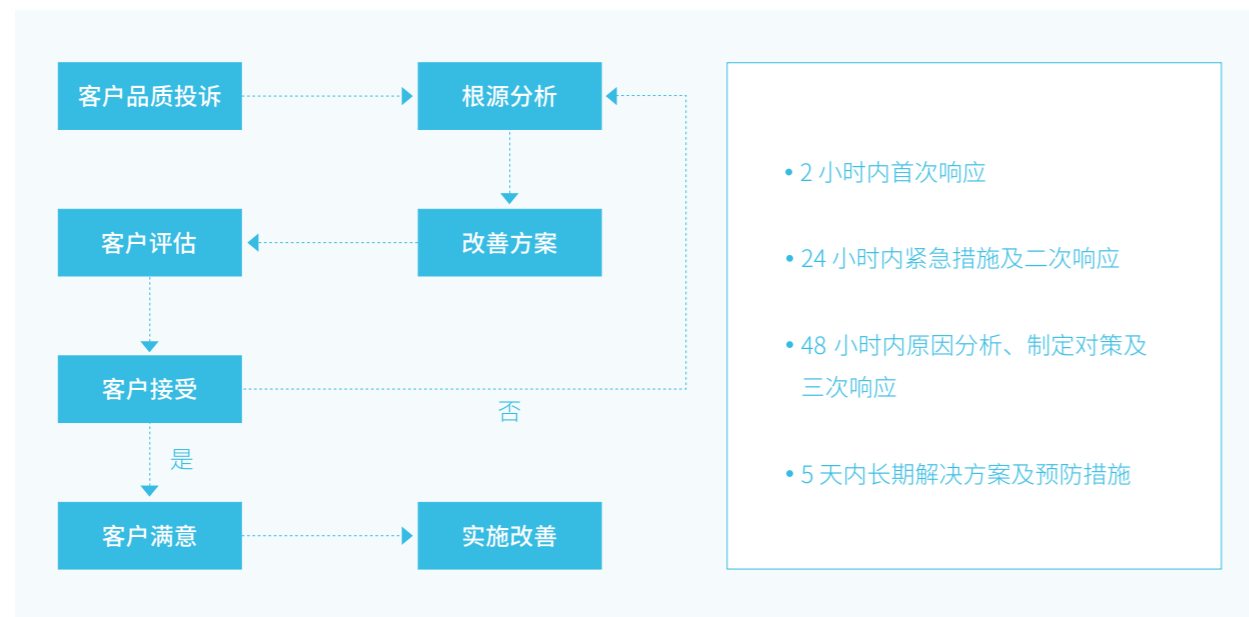 客户品质投诉
根源分析
客户评估
改善方案
客户接受
否
是
客户满意
实施改善
• 2 小时内首次响应
• 24 小时内紧急措施及二次响应
• 48 小时内原因分析、制定对策及
三次响应
• 5 天内长期解决方案及预防措施